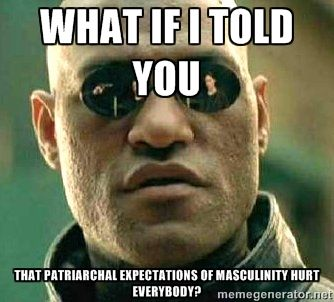 WHAT IF I TOLD
YOU
THAT PATRIARCHAL EXPECTATIONS OF MASCULINITY HURT
EVERYBODY?
memegenerator.net